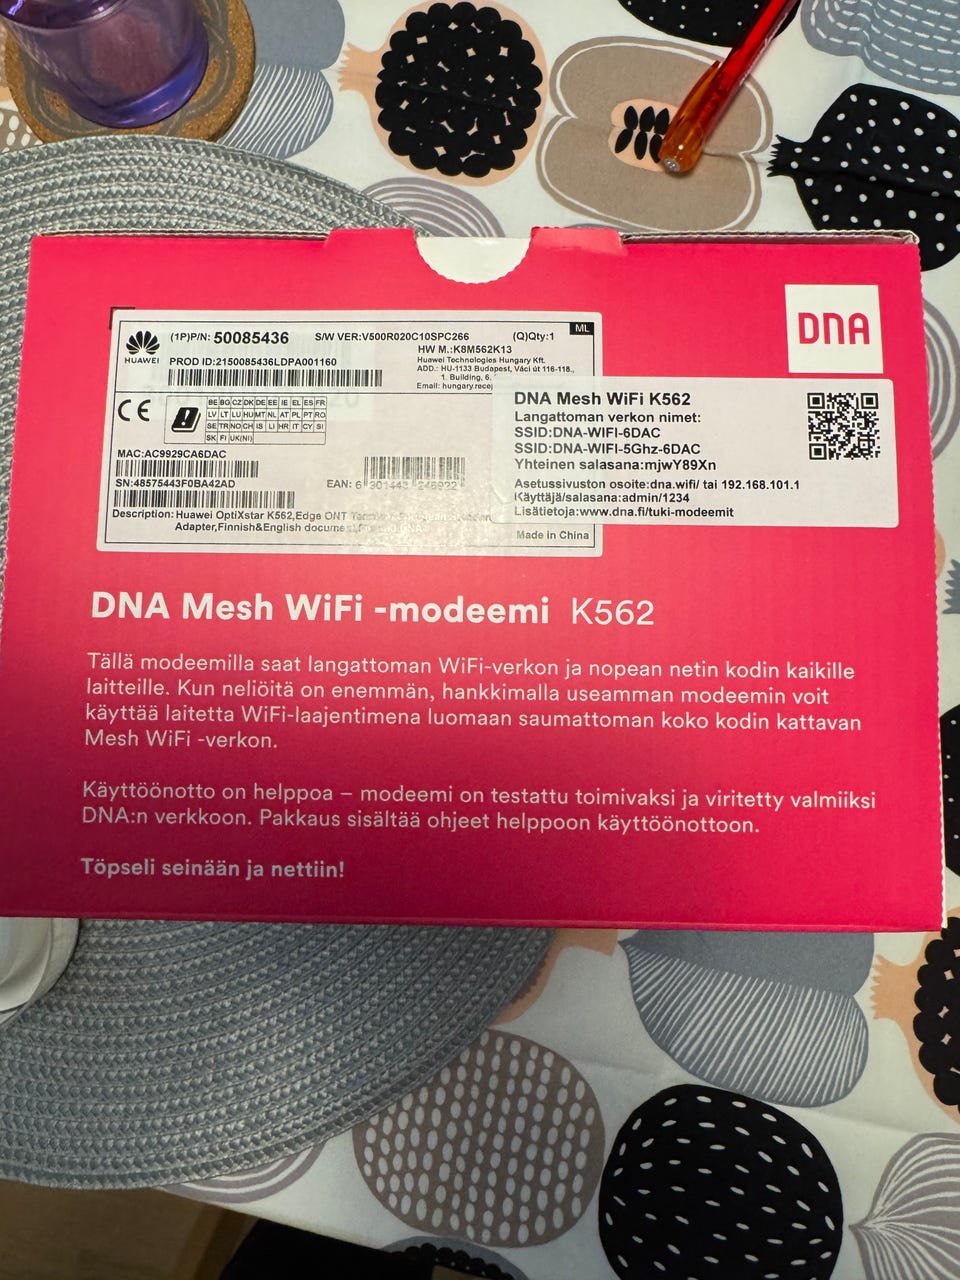 DNA
HUAWEI
(1P)P/N: 50085436 S/W VER:V500R020C10SPC266 (Q)Qty:1 ML
HW M.:K8M562K13
PROD ID:2150085436LDPA001160
Huawei Technologies Hungary Kft.
ADD.: HU-1133 Budapest, Váci út 116-118.,
1. Building, 6.
Email: hungary.recep
CE
BE BG CZ DK DE EE IE EL ES FR
LV LT LU HU MT NL AT PL PT RO
SE TR NO CH IS LI HR IT CY SI
SK FI UK(NI)
MAC:AC9929CA6DAC
SN:48575443F0BA42AD
EAN: 6
Description: Huawei OptiXstar K562,Edge ONT
Adapter,Finnish&English
Made in China
DNA Mesh WiFi K562
Langattoman verkon nimet:
SSID:DNA-WIFI-6DAC
SSID:DNA-WIFI-5Ghz-6DAC
Yhteinen salasana:mjwY89Xn
Asetussivuston osoite:dna.wifi/ tai 192.168.101.1
Käyttäjä/salasana:admin/1234
Lisätietoja:www.dna.fi/tuki-modeemit
DNA Mesh WiFi -modeemi K562
Tällä modeemilla saat langattoman WiFi-verkon ja nopean netin kodin kaikille
laitteille. Kun neliöitä on enemmän, hankkimalla useamman modeemin voit
käyttää laitetta WiFi-laajentimena luomaan saumattoman koko kodin kattavan
Mesh WiFi -verkon.
Käyttöönotto on helppoa – modeemi on testattu toimivaksi ja viritetty valmiiksi
DNA:n verkkoon. Pakkaus sisältää ohjeet helppoon käyttöönottoon.
Töpseli seinään ja nettiin!